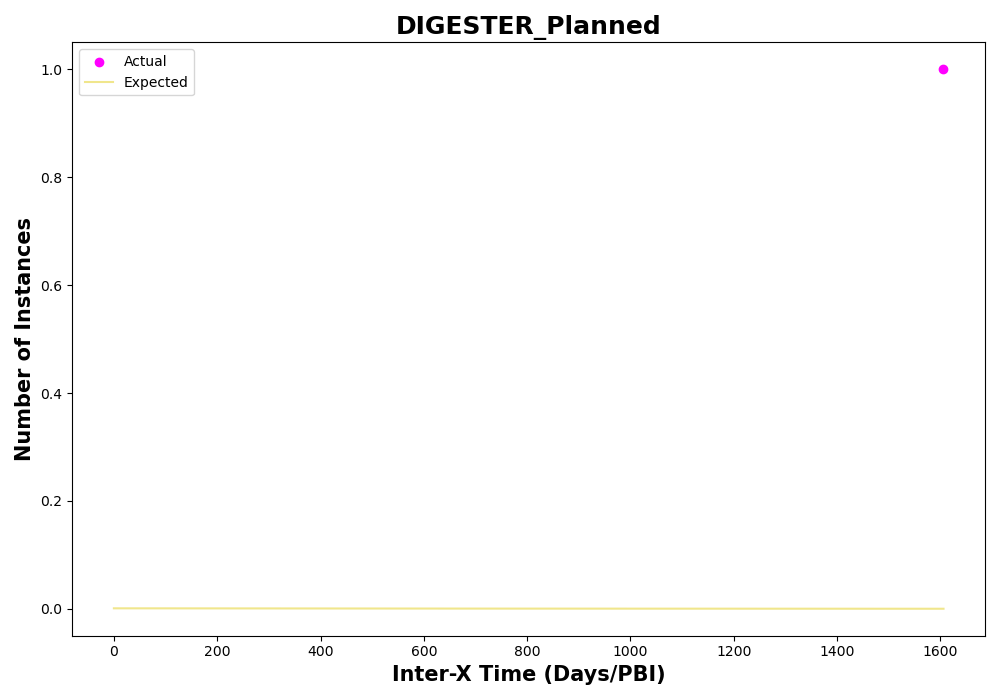 DIGESTER_Planned
Actual
Expected
1.0
0.8
0.6
0.4
0.2
0.0
Number of Instances
0 200 400 600 800 1000 1200 1400 1600
Inter-X Time (Days/PBI)